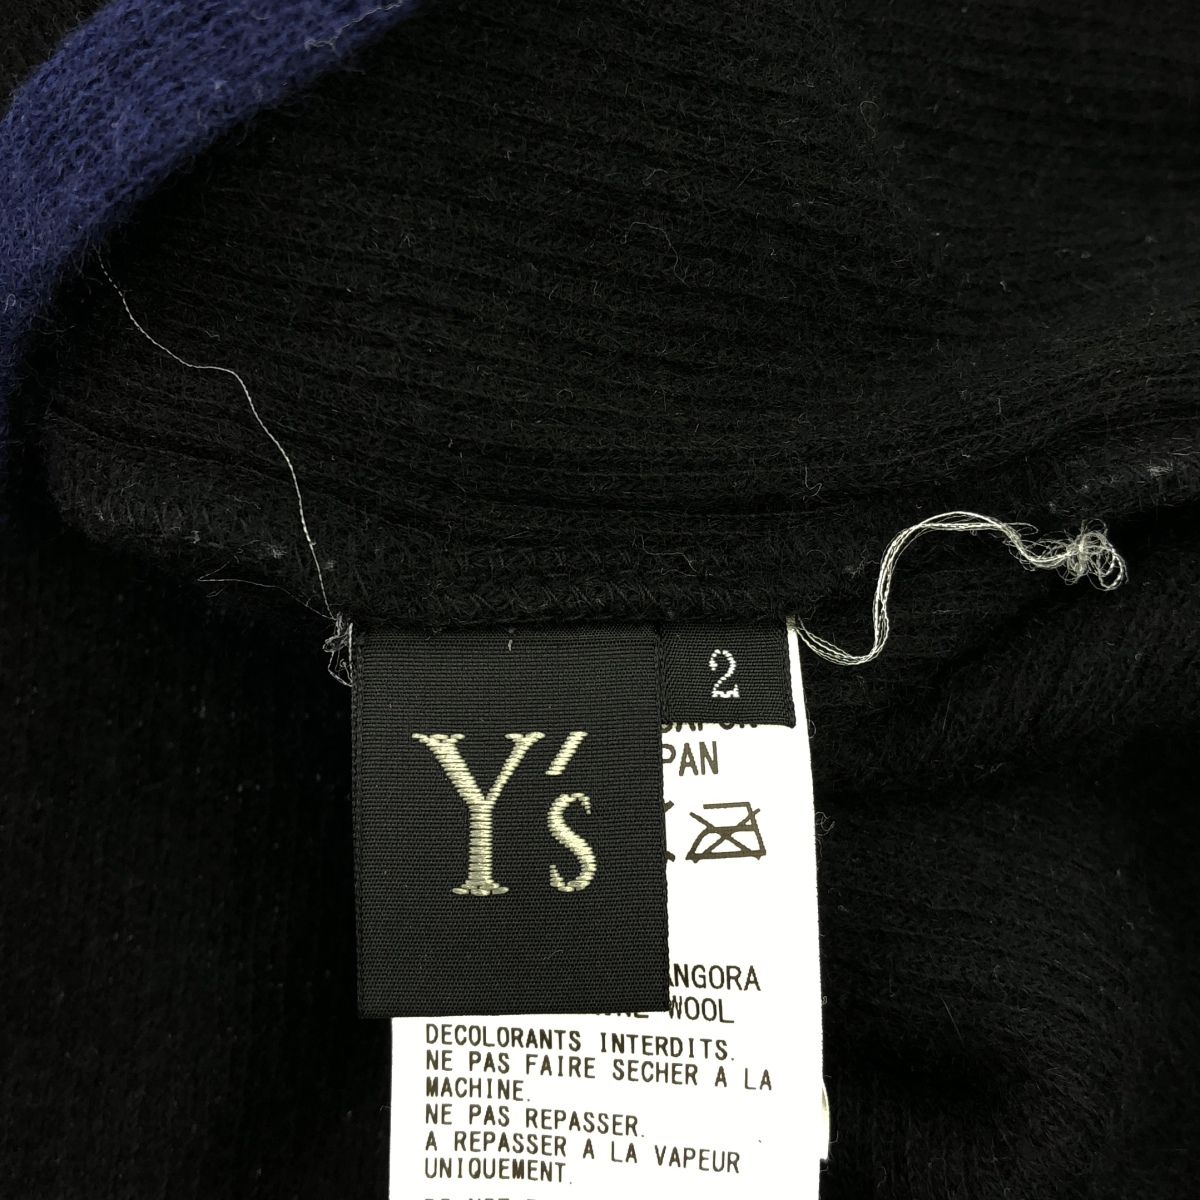 2
Y's
PAN
ANGORA
WOOL
DECOLORANTS INTERDITS.
NE PAS FAIRE SECHER A LA
MACHINE.
NE PAS REPASSER.
A REPASSER A LA VAPEUR
UNIQUEMENT.